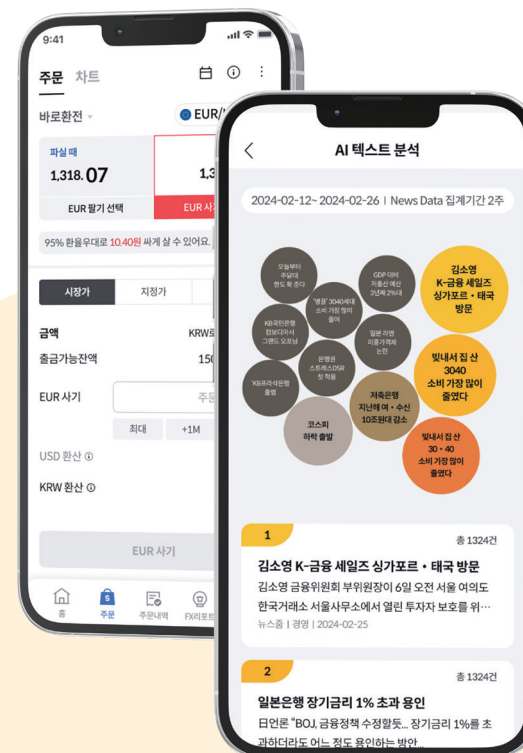 9:41
주문 차트
바로환전
EUR/
파실 때
1,318.07
1,3
EUR 팔기 선택
EUR 사기
95% 환율우대로 10.40원 싸게 살 수 있어요.
시장가
지정가
금액
KRW로
출금가능잔액
150
EUR 사기
주문
최대
+1M
USD 환산
KRW 환산
EUR 사기
홈
주문
주문내역
FX리포트
AI 텍스트 분석
2024-02-12~ 2024-02-26 | News Data 집계기간 2주
오늘부터
주담대
한도 확 준다
GDP 대비
저출산 예산
3년째 2%대
김소영
K-금융 세일즈
싱가포르・태국
방문
'영끌' 3040세대
소비 가장 많이
줄여
KB국민은행
캄보디아서
그랜드 오프닝
일본 라멘
이중가격제
논란
은행권
스트레스DSR
첫 적용
빚내서 집 산
3040
소비 가장 많이
줄였다
'KB프라삭은행'
출범
저축은행
지난해 여・수신
10조원대 감소
코스피
하락 출발
빚내서 집 산
30・40
소비 가장 많이
줄였다
1
총 1324건
김소영 K-금융 세일즈 싱가포르・태국 방문
김소영 금융위원회 부위원장이 6일 오전 서울 여의도
한국거래소 서울사무소에서 열린 투자자 보호를 위…
뉴스줌 | 경영 | 2024-02-25
2
총 1324건
일본은행 장기금리 1% 초과 용인
日언론 "BOJ, 금융정책 수정할듯... 장기금리 1%를 초
과하더라도 어느 정도 용인하는 방안